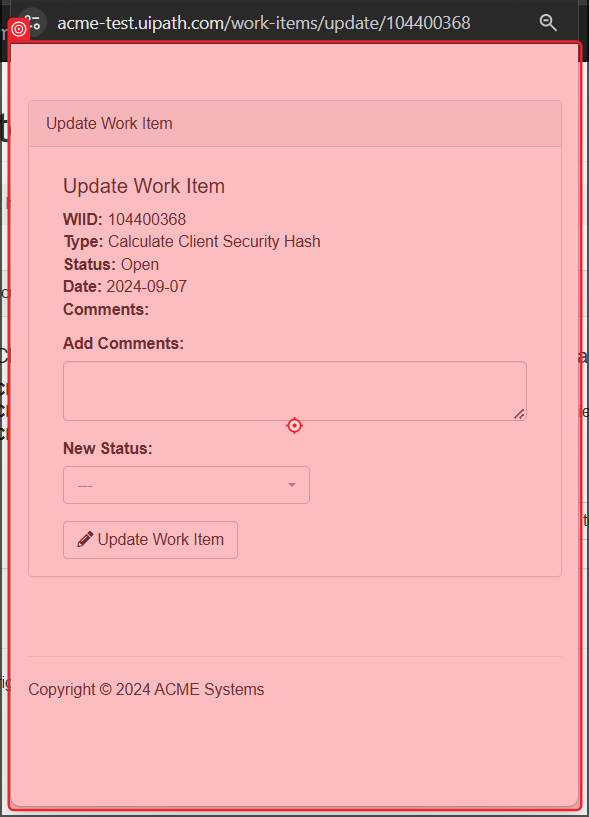 acme-test.uipath.com/work-items/update/104400368
Update Work Item
Update Work Item
WIID: 104400368
Type: Calculate Client Security Hash
Status: Open
Date: 2024-09-07
Comments:
Add Comments:
New Status:
---
Update Work Item
Copyright © 2024 ACME Systems